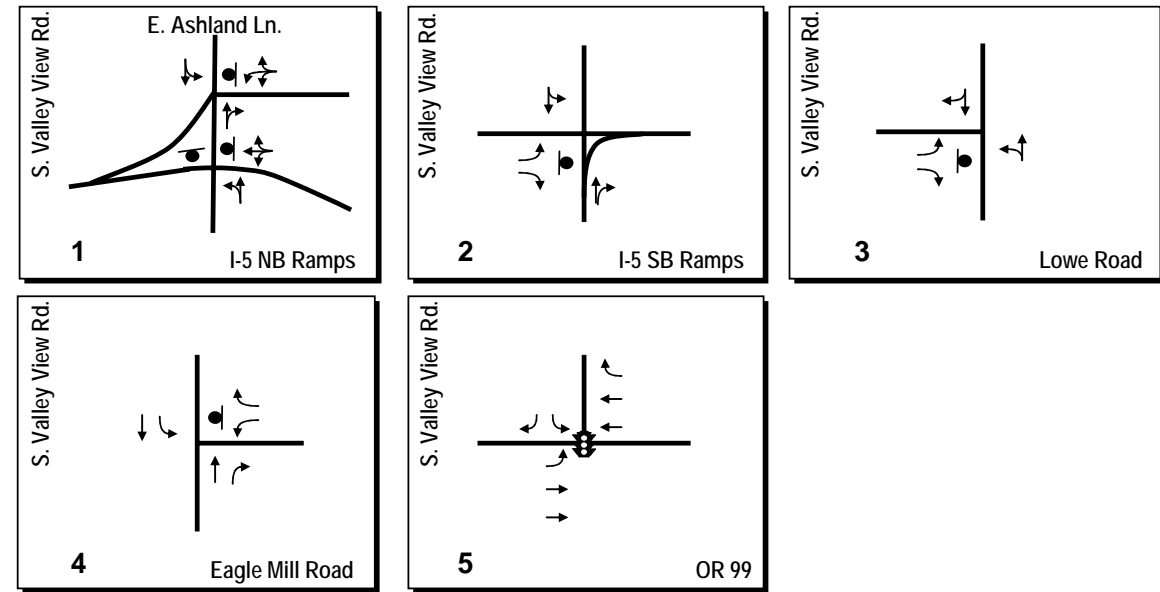 E. Ashland Ln.
S. Valley View Rd.
1
I-5 NB Ramps
S. Valley View Rd.
2
I-5 SB Ramps
S. Valley View Rd.
3
Lowe Road
S. Valley View Rd.
4
Eagle Mill Road
S. Valley View Rd.
5
OR 99